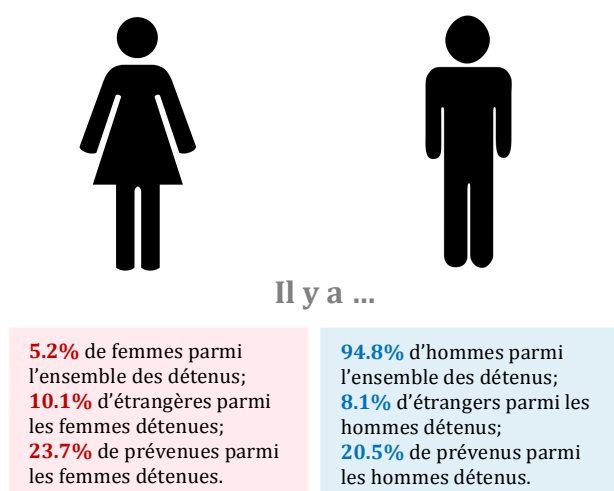 Il y a ...
5.2% de femmes parmi
l'ensemble des détenus;
10.1% d'étrangères parmi
les femmes détenues;
23.7% de prévenues parmi
les femmes détenues.
94.8% d'hommes parmi
l'ensemble des détenus;
8.1% d'étrangers parmi les
hommes détenus;
20.5% de prévenus parmi
les hommes détenus.